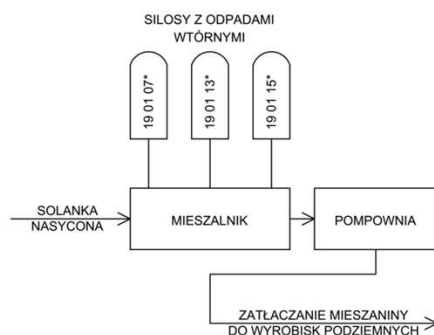 SILOSY Z ODPADAMI
WTÓRNYMI
19 01 07*
19 01 13*
19 01 15*
SOLANKA
NASYCONA
MIESZALNIK
POMPOWNIA
ZATŁACZANIE MIESZANINY
DO WYROBISK PODZIEMNYCH